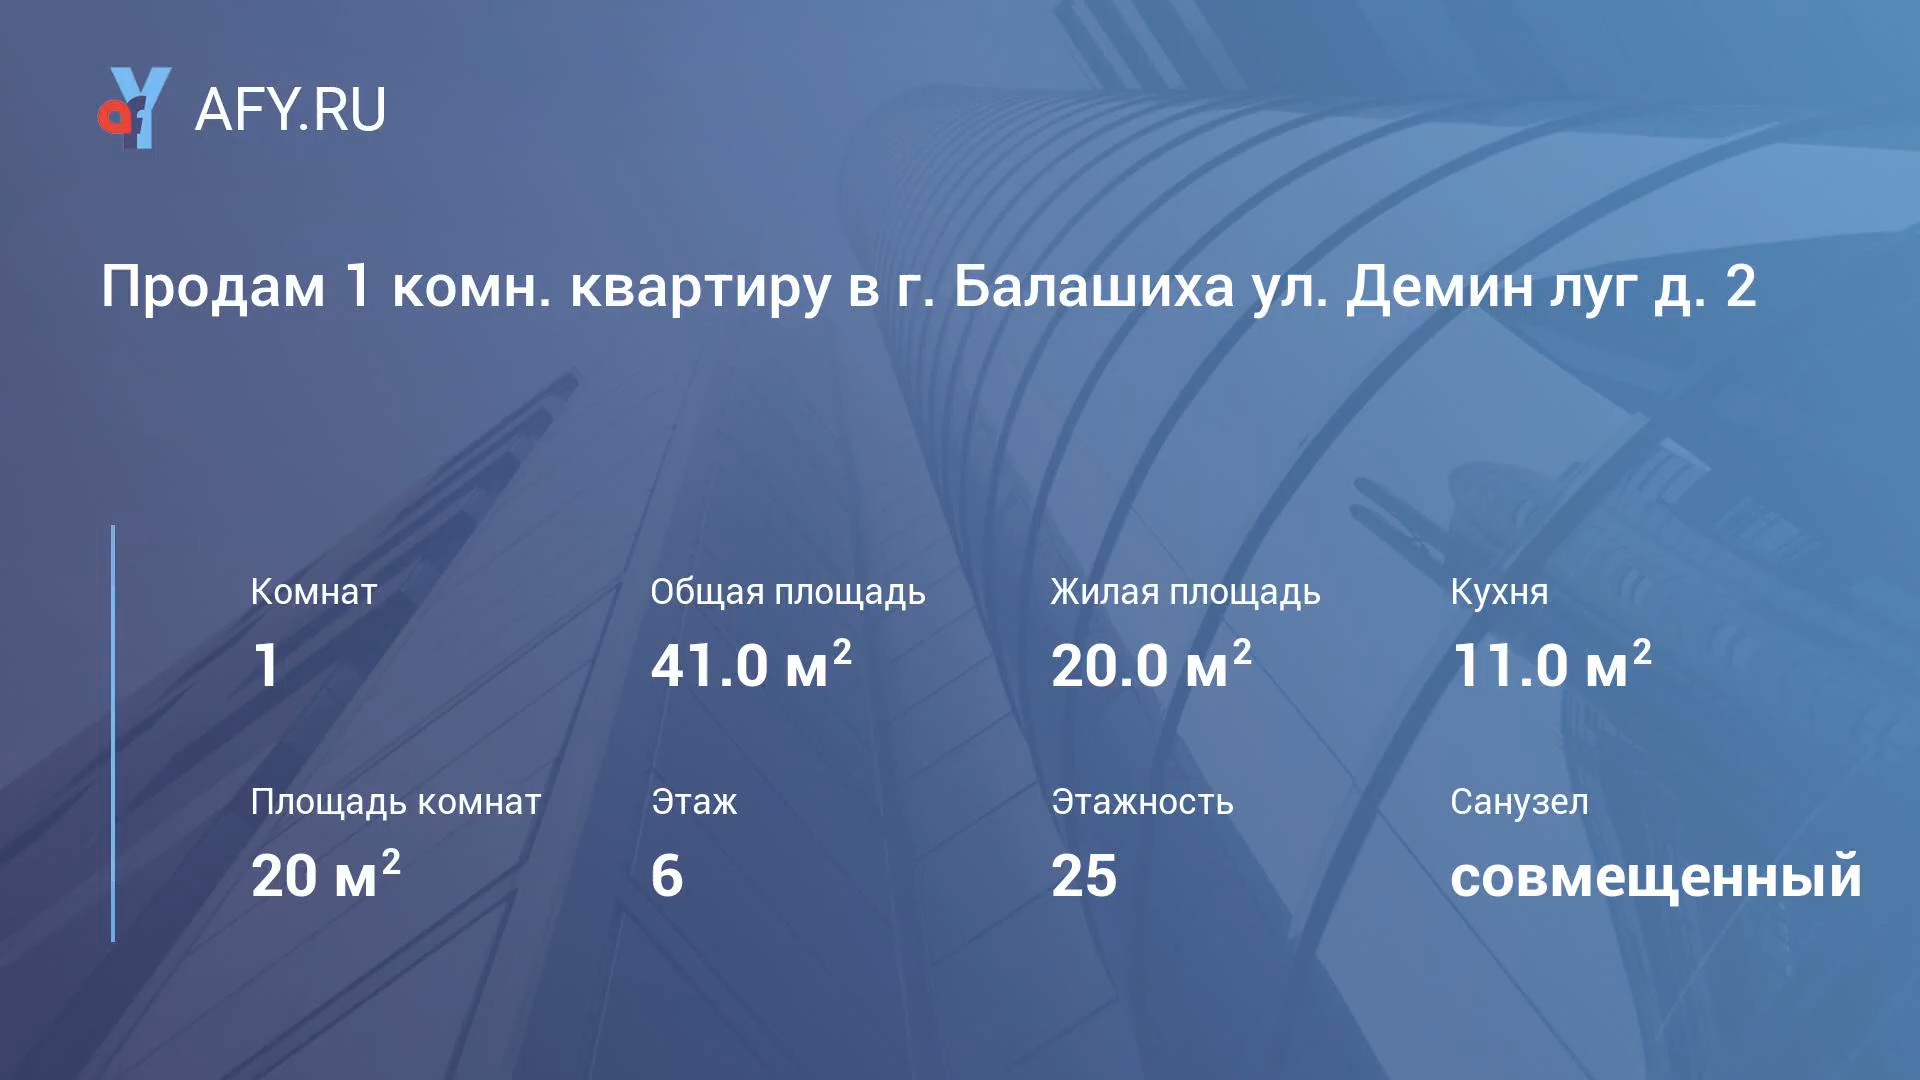 afY AFY.RU
Продам 1 комн. квартиру в г. Балашиха ул. Демин луг д. 2
Комнат Общая площадь Жилая площадь Кухня
1 41.0 м² 20.0 м² 11.0 м²
Площадь комнат Этаж Этажность Санузел
20 м² 6 25 совмещенный